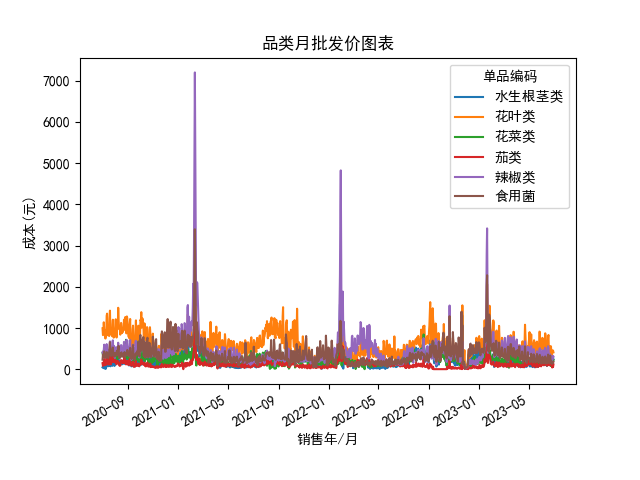 品类月批发价图表
单品编码
水生根茎类
花叶类
花菜类
茄类
辣椒类
食用菌
成本(元)
7000
6000
5000
4000
3000
2000
1000
0
2020-09
2021-01
2021-05
2021-09
2022-01
2022-05
2022-09
2023-01
2023-05
销售年/月